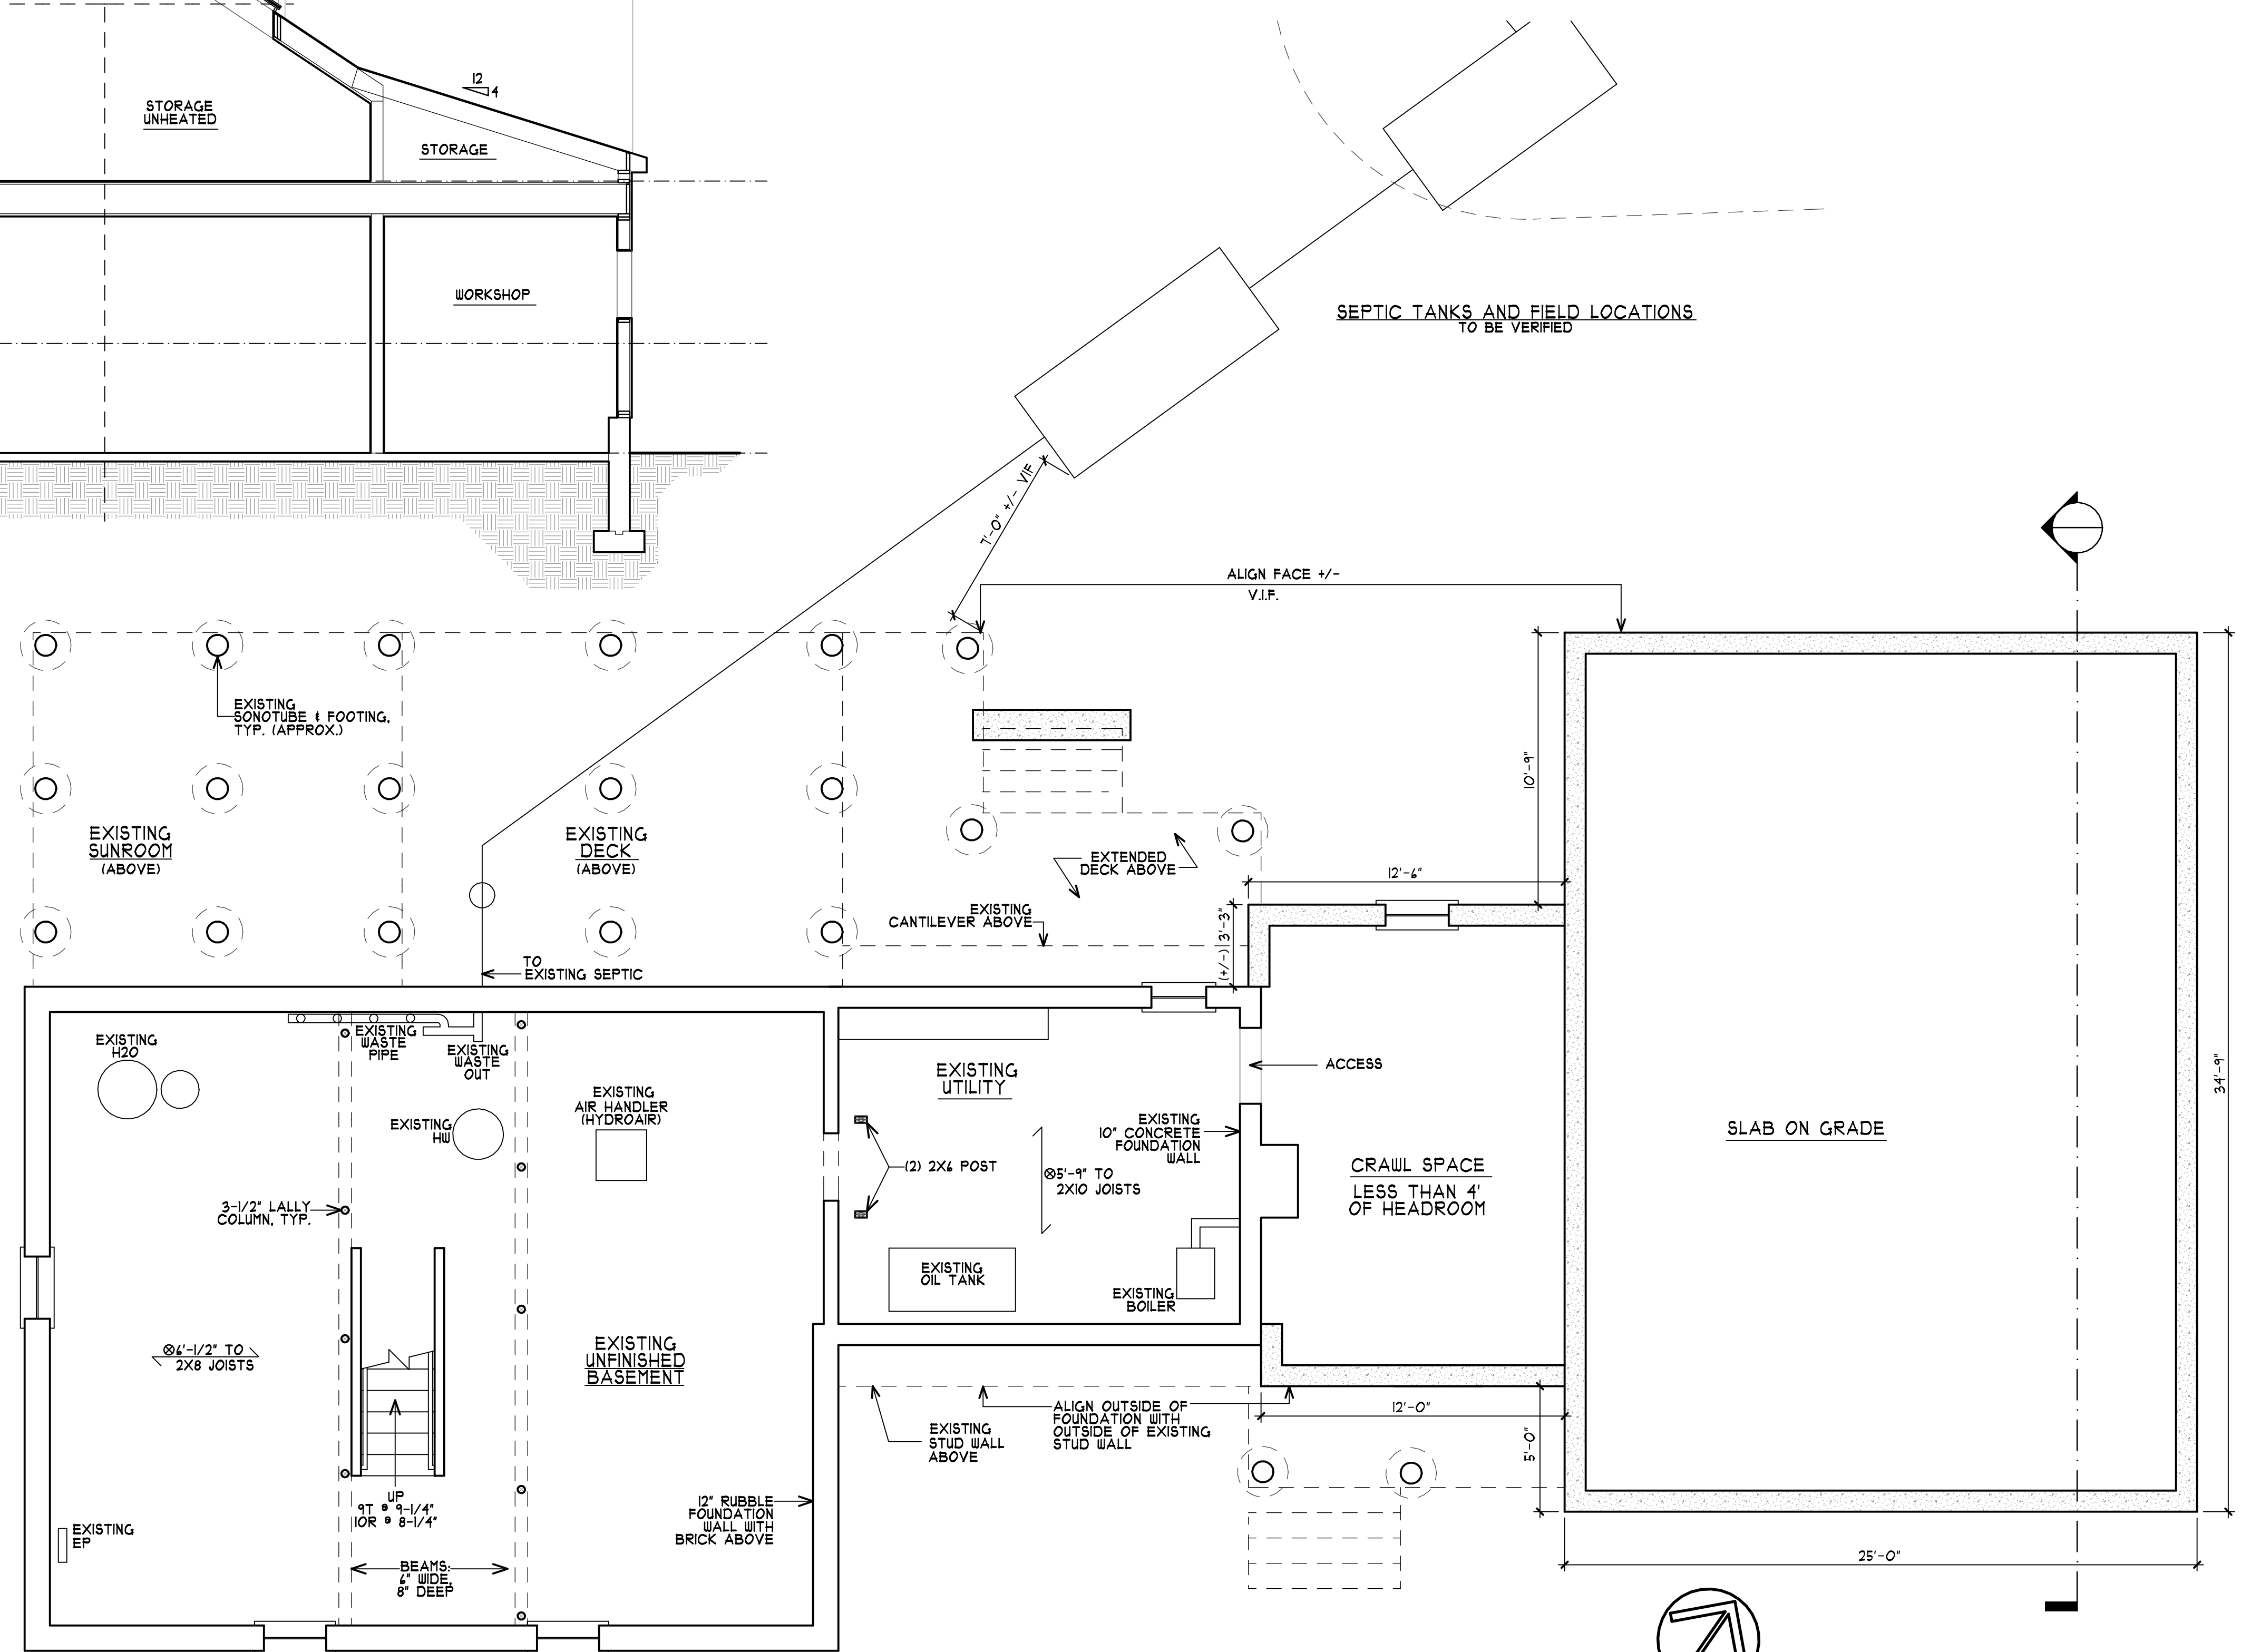 12
4
STORAGE
UNHEATED
STORAGE
WORKSHOP
SEPTIC TANKS AND FIELD LOCATIONS
TO BE VERIFIED
7'-0" +/- VIF
ALIGN FACE +/-
V.I.F.
EXISTING
SONOTUBE & FOOTING,
TYP. (APPROX.)
10'-9"
EXISTING
SUNROOM
(ABOVE)
EXISTING
DECK
(ABOVE)
EXTENDED
DECK ABOVE
12'-6"
EXISTING
CANTILEVER ABOVE
(+/-) 3'-3"
TO
EXISTING SEPTIC
EXISTING
H2O
EXISTING
WASTE
PIPE
EXISTING
WASTE
OUT
EXISTING
HW
EXISTING
AIR HANDLER
(HYDROAIR)
EXISTING
UTILITY
ACCESS
EXISTING
10" CONCRETE
FOUNDATION
WALL
34'-9"
SLAB ON GRADE
(2) 2X6 POST
⊗5'-9" TO
2X10 JOISTS
CRAWL SPACE
LESS THAN 4'
OF HEADROOM
3-1/2" LALLY
COLUMN, TYP.
EXISTING
OIL TANK
EXISTING
BOILER
⊗6'-1/2" TO
2X8 JOISTS
EXISTING
UNFINISHED
BASEMENT
EXISTING
STUD WALL
ABOVE
ALIGN OUTSIDE OF
FOUNDATION WITH
OUTSIDE OF EXISTING
STUD WALL
12'-0"
5'-0"
UP
9T @ 9-1/4"
10R @ 8-1/4"
12" RUBBLE
FOUNDATION
WALL WITH
BRICK ABOVE
EXISTING
EP
BEAMS:
6" WIDE,
8" DEEP
25'-0"